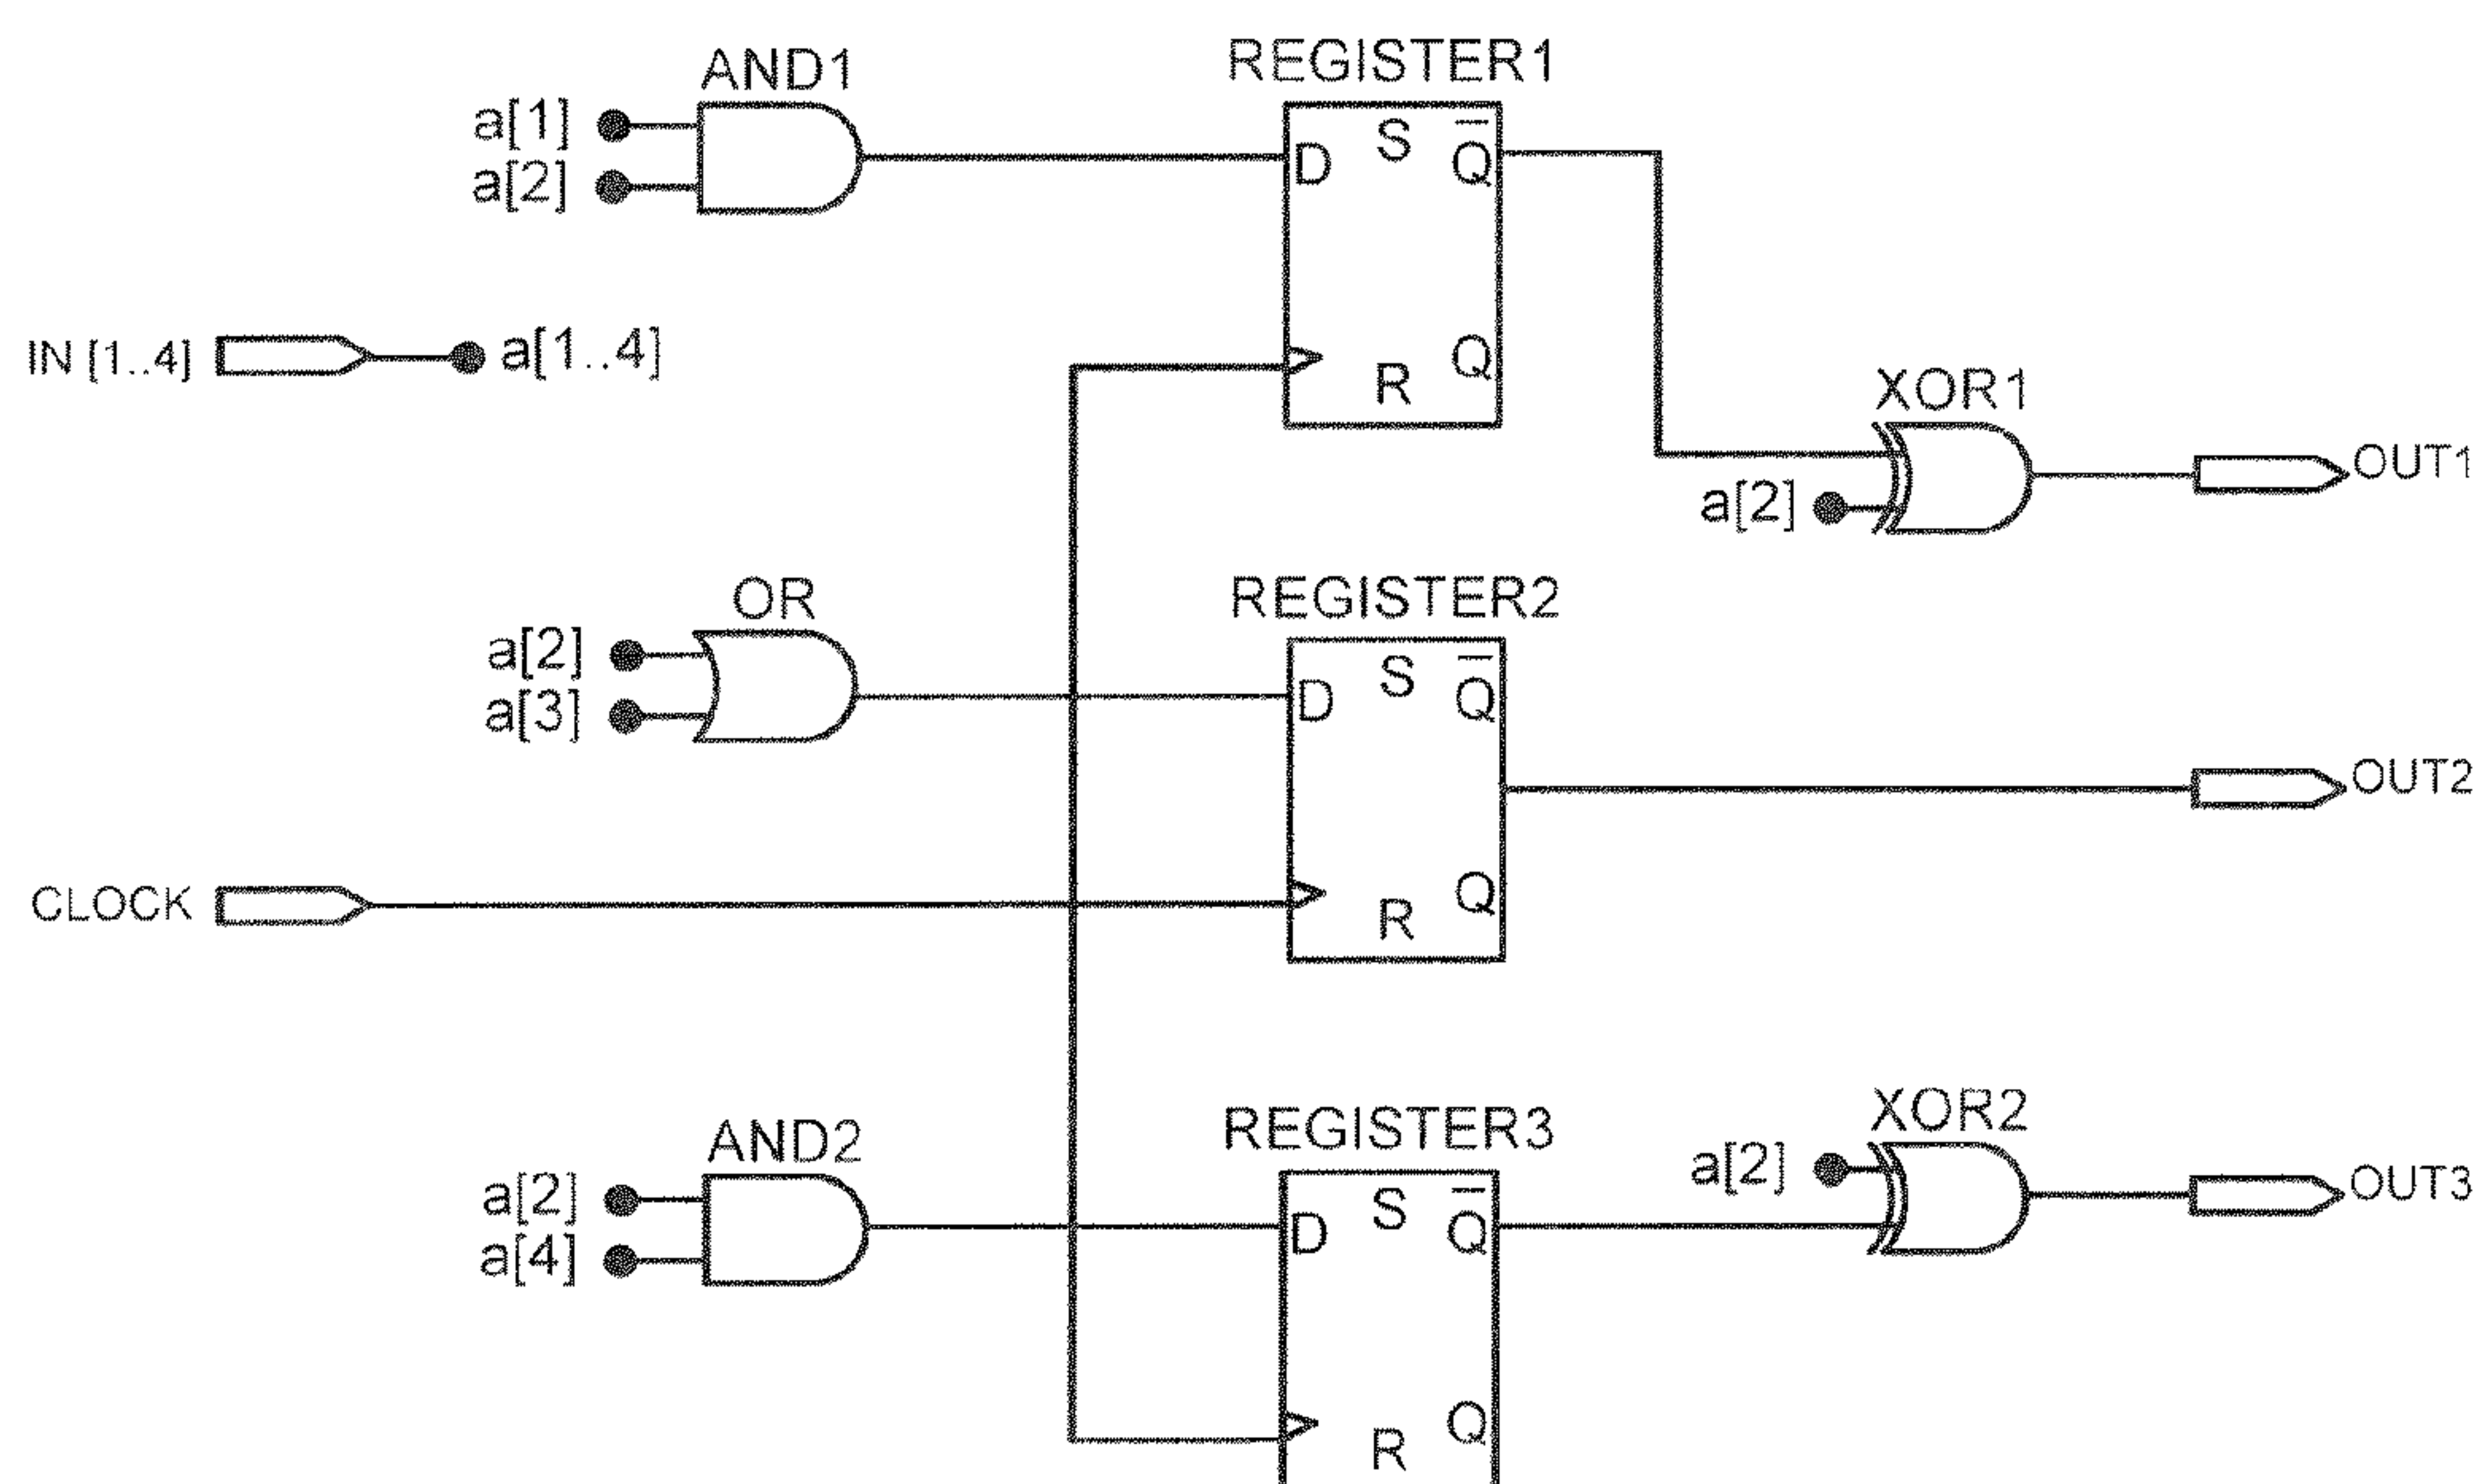 AND1
REGISTER1
a[1]
a[2]
D
S
Q̅
IN [1..4]
a[1..4]
Q
R
XOR1
OUT1
a[2]
OR
REGISTER2
a[2]
a[3]
D
S
Q̅
OUT2
CLOCK
Q
R
AND2
REGISTER3
XOR2
a[2]
a[2]
a[4]
D
S
Q̅
OUT3
Q
R